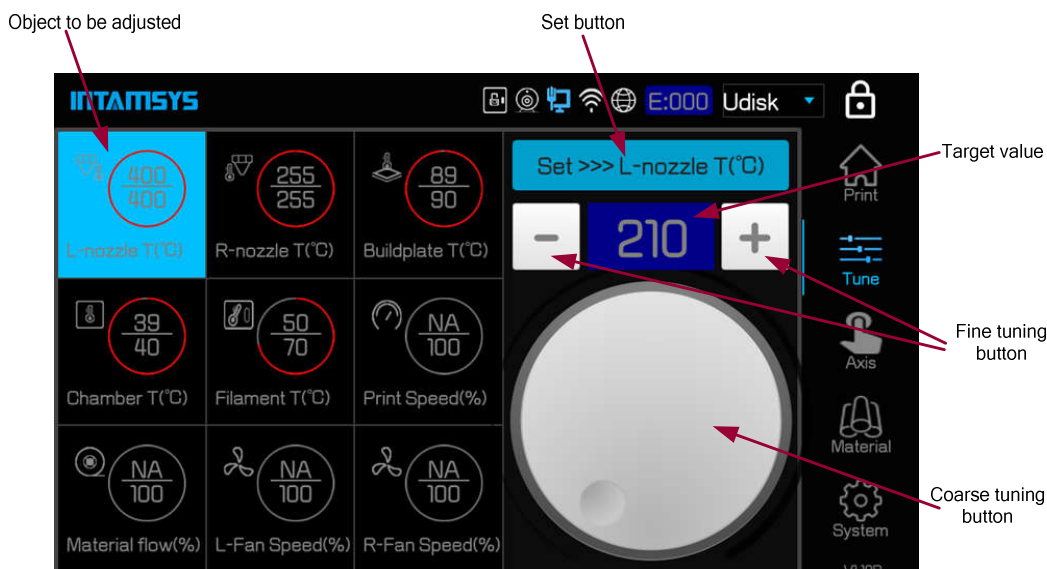 Object to be adjusted
Set button
INTAMSYS
E:000
Udisk
Set >>> L-nozzle T(℃)
Target value
400
400
L-nozzle T(℃)
255
255
R-nozzle T(℃)
89
90
Buildplate T(℃)
210
Print
Tune
39
40
Chamber T(℃)
50
70
Filament T(℃)
NA
100
Print Speed(%)
Fine tuning
button
Axis
NA
100
Material flow(%)
NA
100
L-Fan Speed(%)
NA
100
R-Fan Speed(%)
Material
Coarse tuning
button
System